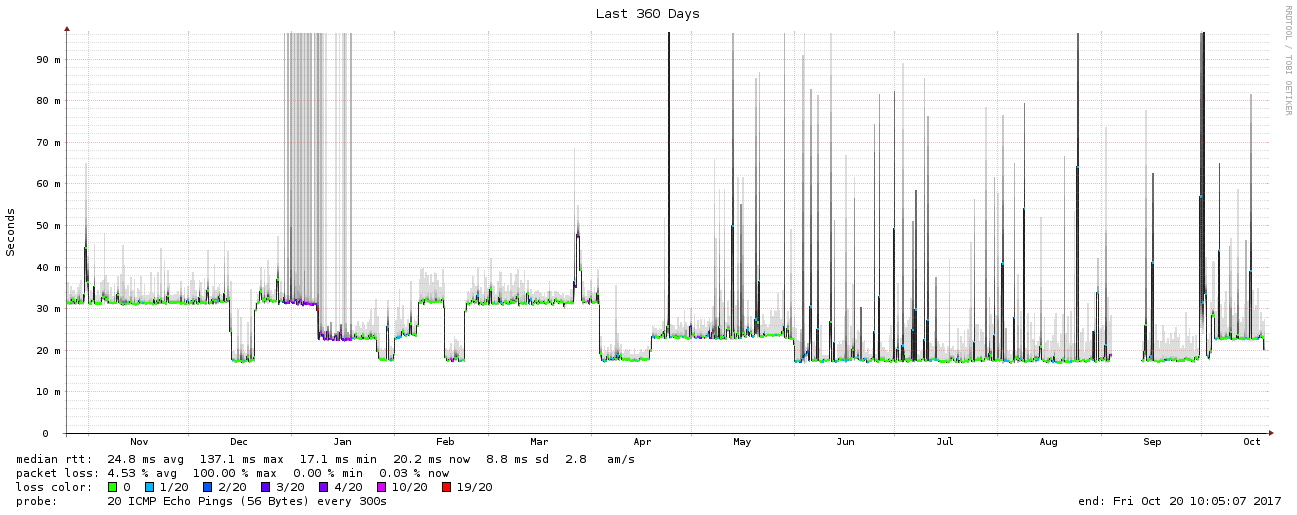 Last 360 Days
RRDTOOL / TOBI OETIKER
Seconds
90 m
80 m
70 m
60 m
50 m
40 m
30 m
20 m
10 m
0
Nov Dec Jan Feb Mar Apr May Jun Jul Aug Sep Oct
median rtt: 24.8 ms avg 137.1 ms max 17.1 ms min 20.2 ms now 8.8 ms sd 2.8 am/s
packet loss: 4.53 % avg 100.00 % max 0.00 % min 0.03 % now
loss color: 0 1/20 2/20 3/20 4/20 10/20 19/20
probe: 20 ICMP Echo Pings (56 Bytes) every 300s end: Fri Oct 20 10:05:07 2017